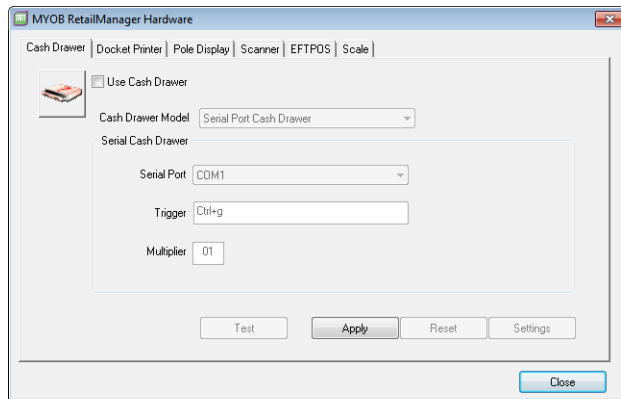 MYOB RetailManager Hardware
Cash Drawer Docket Printer Pole Display Scanner EFTPOS Scale
Use Cash Drawer
Cash Drawer Model Serial Port Cash Drawer
Serial Cash Drawer
Serial Port COM1
Trigger Ctrl+g
Multiplier 01
Test Apply Reset Settings
Close